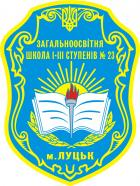 ЗАГАЛЬНООСВІТНЯ
ШКОЛА І-ІІІ СТУПЕНІВ № 23
м. ЛУЦЬК